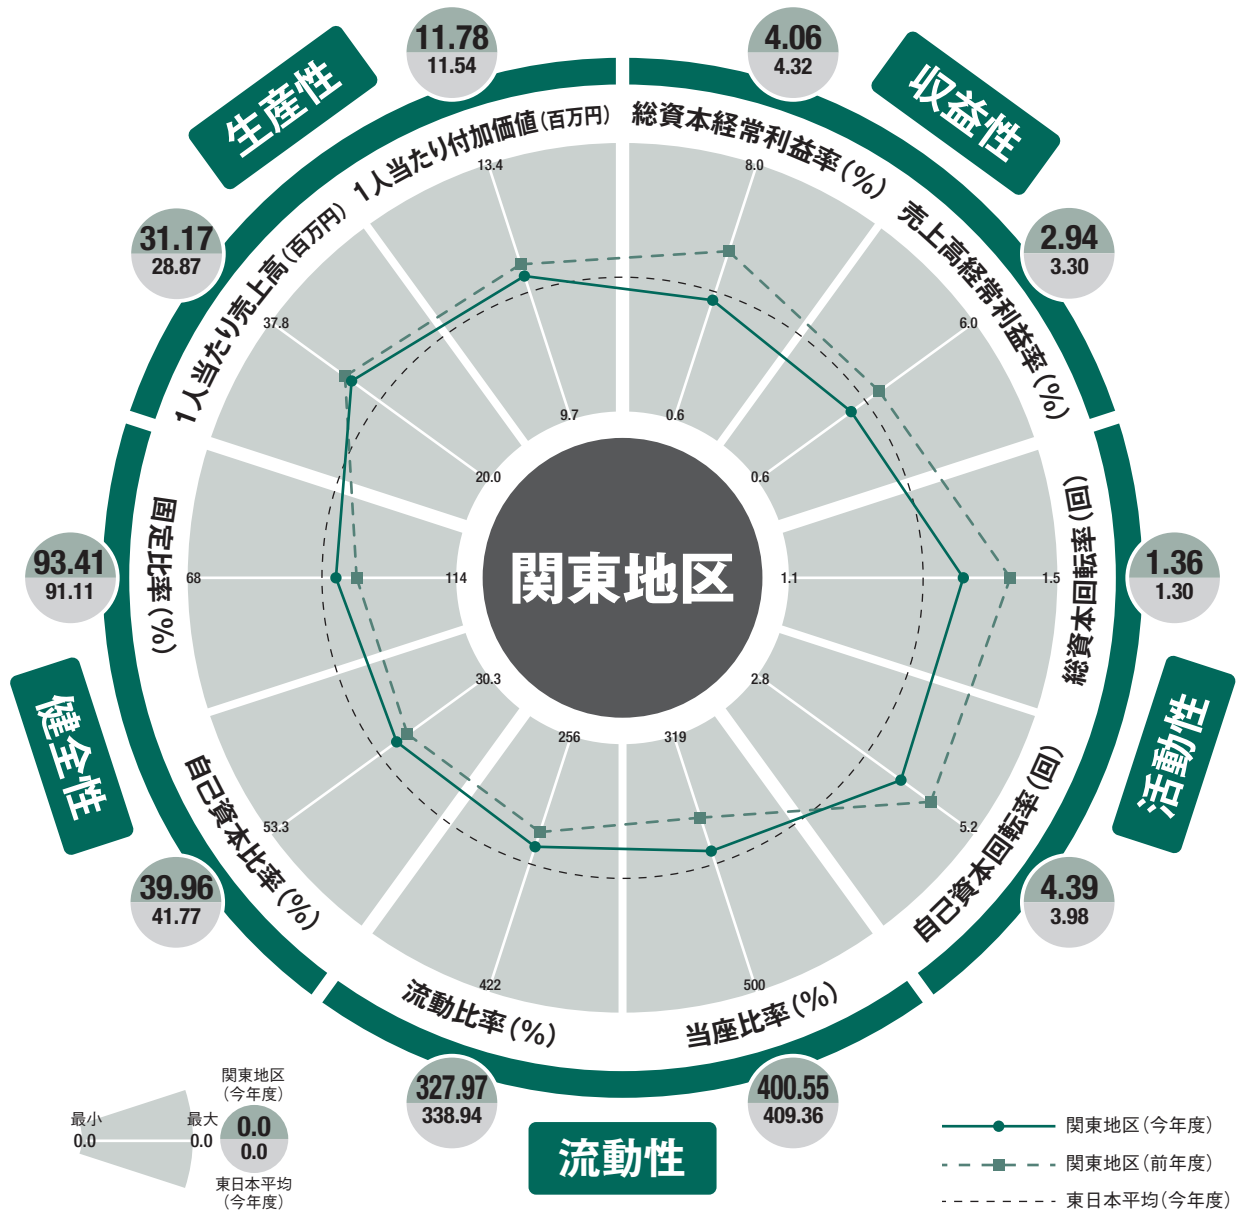 関東地区
収益性
4.06
4.32
総資本経常利益率(%)
8.0
0.6
2.94
3.30
売上高経常利益率(%)
6.0
0.6
活動性
1.36
1.30
総資本回転率(回)
1.5
1.1
4.39
3.98
自己資本回転率(回)
5.2
2.8
流動性
400.55
409.36
当座比率(%)
500
319
327.97
338.94
流動比率(%)
422
256
健全性
39.96
41.77
自己資本比率(%)
53.3
30.3
93.41
91.11
固定比率(%)
68
114
生産性
31.17
28.87
1人当たり売上高(百万円)
37.8
20.0
11.78
11.54
1人当たり付加価値(百万円)
13.4
9.7
関東地区
(今年度)
最小
0.0
最大
0.0
0.0
0.0
東日本平均
(今年度)
関東地区(今年度)
関東地区(前年度)
東日本平均(今年度)